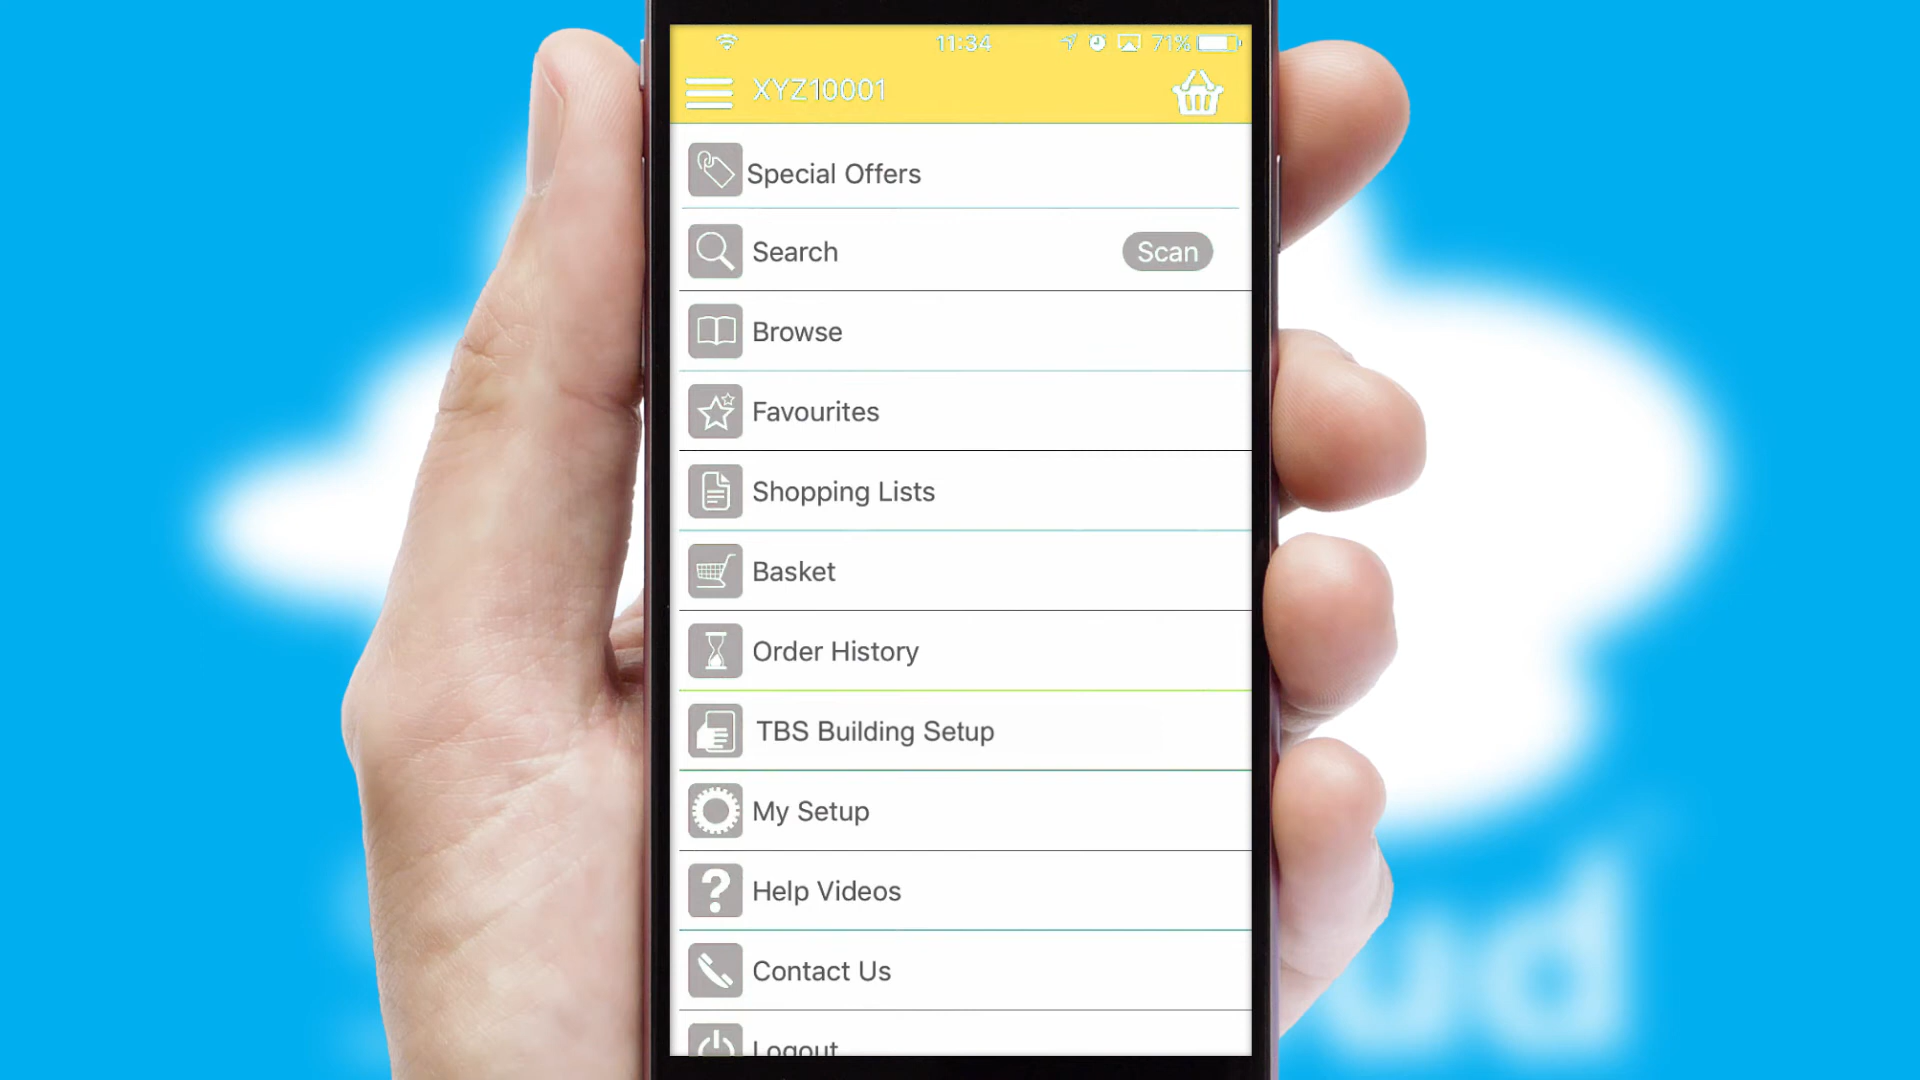 11:34 71%
XYZ10001
Special Offers
Search Scan
Browse
Favourites
Shopping Lists
Basket
Order History
TBS Building Setup
My Setup
Help Videos
Contact Us
Logout